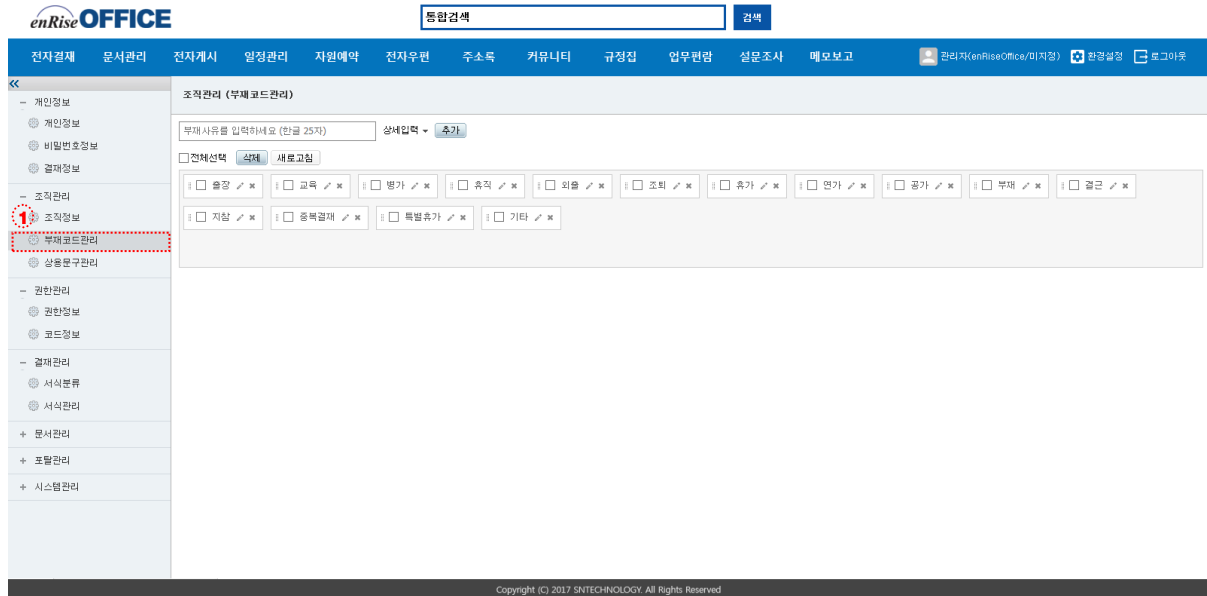 enRise OFFICE
통합검색 검색
전자결재 문서관리 전자게시 일정관리 자원예약 전자우편 주소록 커뮤니티 규정집 업무편람 설문조사 메모보고 관리자(enRiseOffice/미지정) 환경설정 로그아웃
«
조직관리 (부재코드관리)
부재사유를 입력하세요 (한글 25자) 상세입력 추가
전체선택 삭제 새로고침
출장 교육 병가 휴직 외출 조퇴 휴가 연가 공가 부재 결근
지참 중복결재 특별휴가 기타
− 개인정보
개인정보
비밀번호정보
결재정보
− 조직관리
1 조직정보
부재코드관리
상용문구관리
− 권한관리
권한정보
코드정보
− 결재관리
서식분류
서식관리
+ 문서관리
+ 포탈관리
+ 시스템관리
Copyright (C) 2017 SNTECHNOLOGY. All Rights Reserved